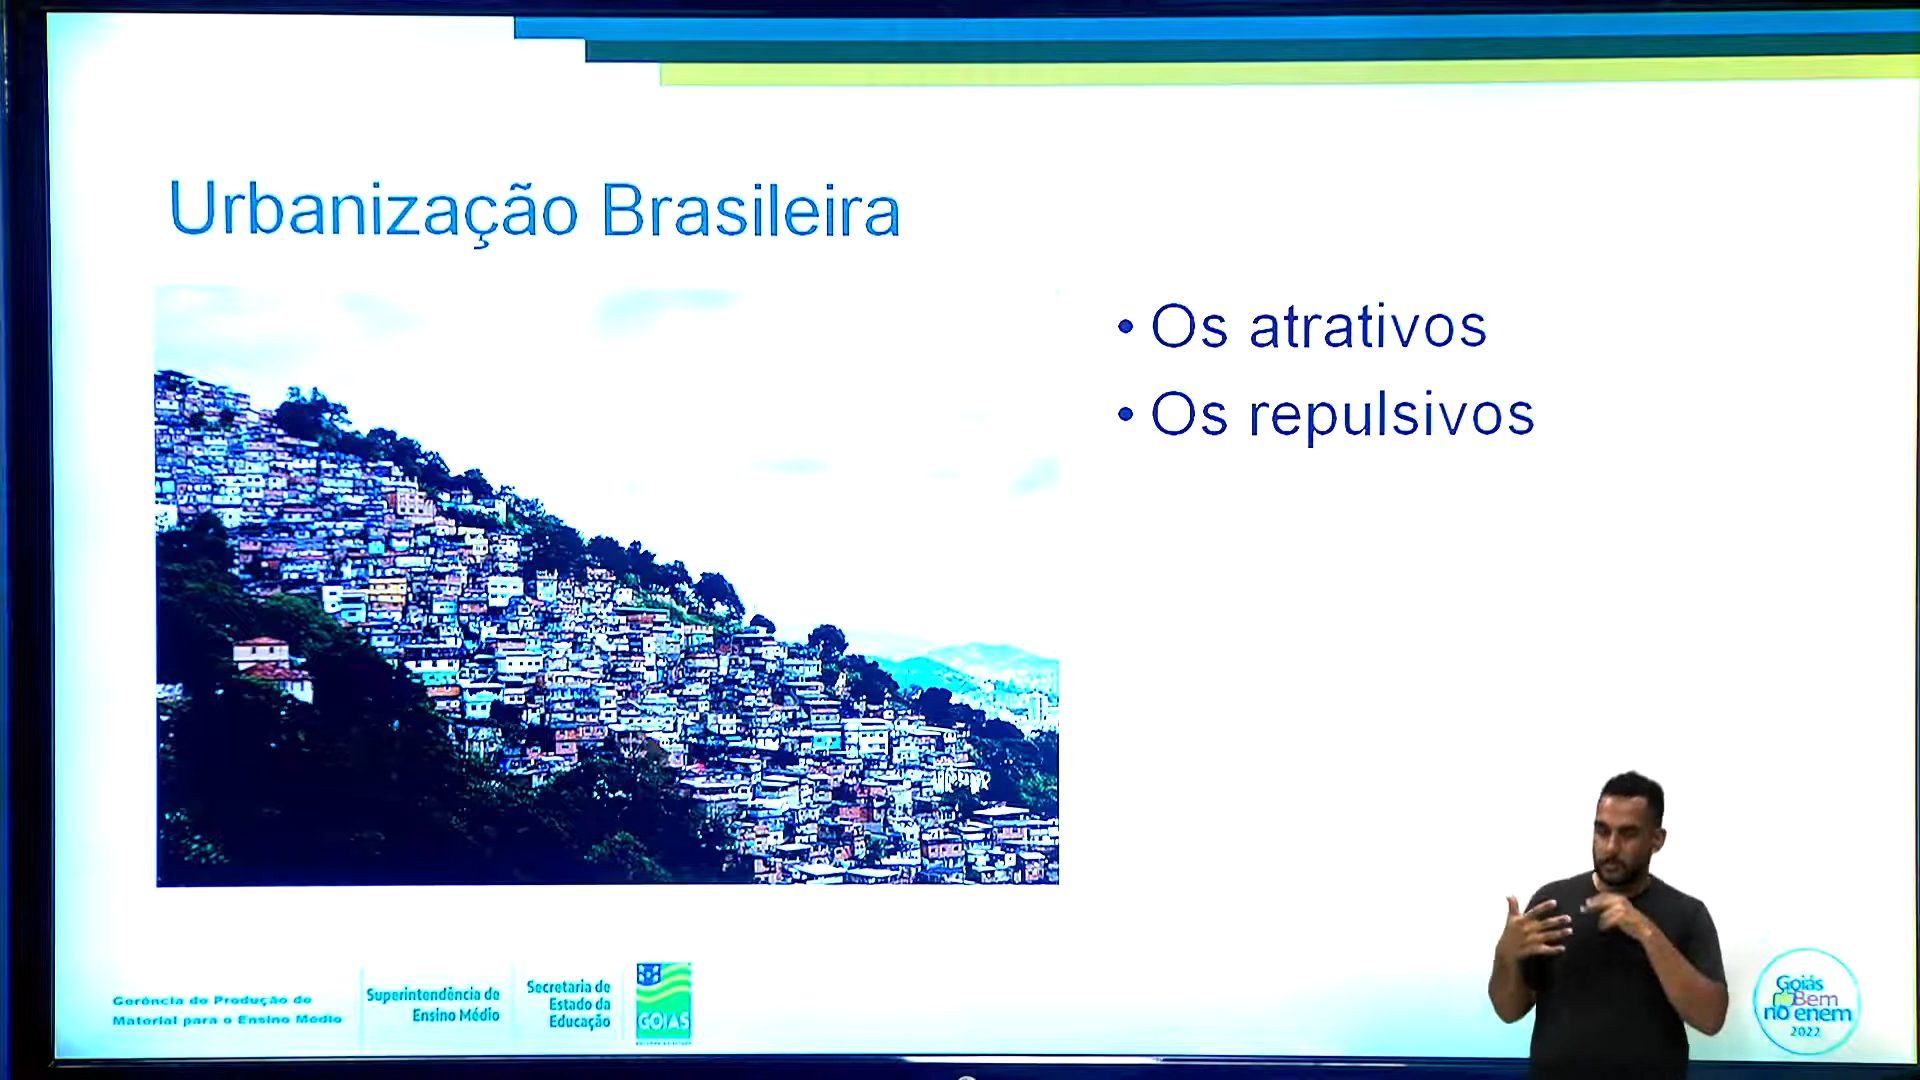 Urbanização Brasileira
• Os atrativos
• Os repulsivos
Gerência de Produção de
Material para o Ensino Médio
Superintendência de
Ensino Médio
Secretaria de
Estado da
Educação
GOIÁS
Goiás
Bem
no enem
2022